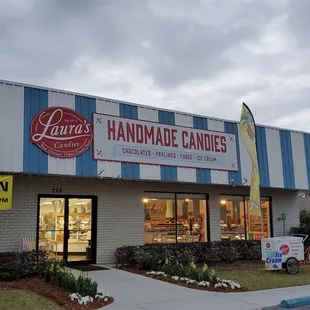 Laura's
Candies
HANDMADE CANDIES
CHOCOLATES · PRALINES · FUDGE · ICE CREAM
Ice
Cream